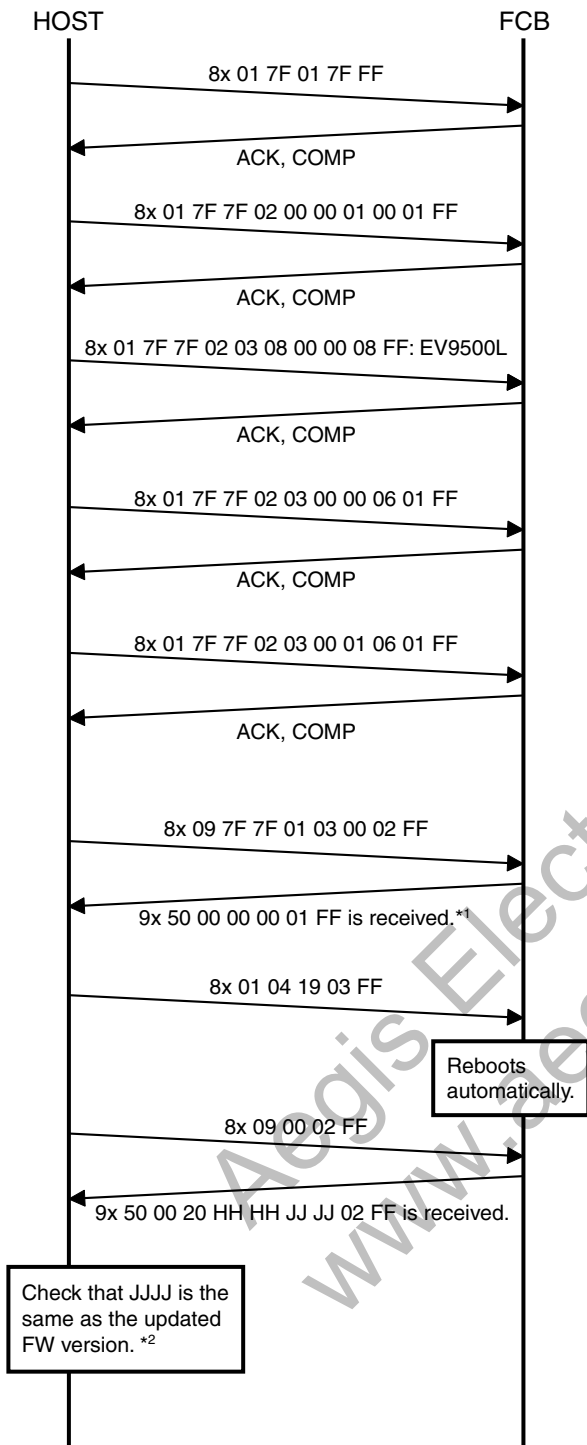 HOST FCB
8x 01 7F 01 7F FF
ACK, COMP
8x 01 7F 7F 02 00 00 01 00 01 FF
ACK, COMP
8x 01 7F 7F 02 03 08 00 00 08 FF: EV9500L
ACK, COMP
8x 01 7F 7F 02 03 00 00 06 01 FF
ACK, COMP
8x 01 7F 7F 02 03 00 01 06 01 FF
ACK, COMP
8x 09 7F 7F 01 03 00 02 FF
9x 50 00 00 00 01 FF is received.*1
8x 01 04 19 03 FF
Reboots
automatically.
8x 09 00 02 FF
9x 50 00 20 HH HH JJ JJ 02 FF is received.
Check that JJJJ is the
same as the updated
FW version. *2
Aegis Elect
www.ae